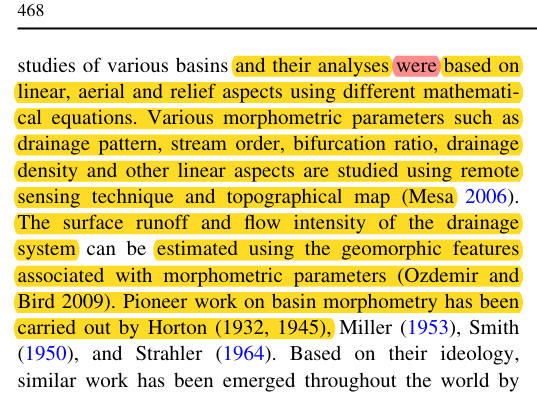 468
studies of various basins and their analyses were based on
linear, aerial and relief aspects using different mathemati-
cal equations. Various morphometric parameters such as
drainage pattern, stream order, bifurcation ratio, drainage
density and other linear aspects are studied using remote
sensing technique and topographical map (Mesa 2006).
The surface runoff and flow intensity of the drainage
system can be estimated using the geomorphic features
associated with morphometric parameters (Ozdemir and
Bird 2009). Pioneer work on basin morphometry has been
carried out by Horton (1932, 1945), Miller (1953), Smith
(1950), and Strahler (1964). Based on their ideology,
similar work has been emerged throughout the world by